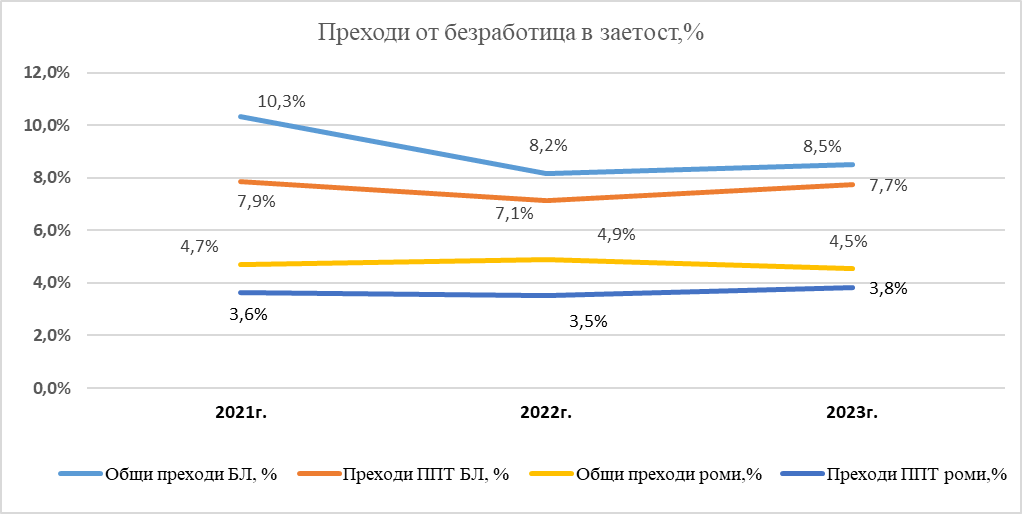 Преходи от безработица в заетост,%
12,0%
10,0%
8,0%
6,0%
4,0%
2,0%
0,0%
10,3%
8,2%
8,5%
7,9%
7,1%
7,7%
4,7%
4,9%
4,5%
3,6%
3,5%
3,8%
2021г.
2022г.
2023г.
Общи преходи БЛ, %
Преходи ППТ БЛ, %
Общи преходи роми,%
Преходи ППТ роми,%